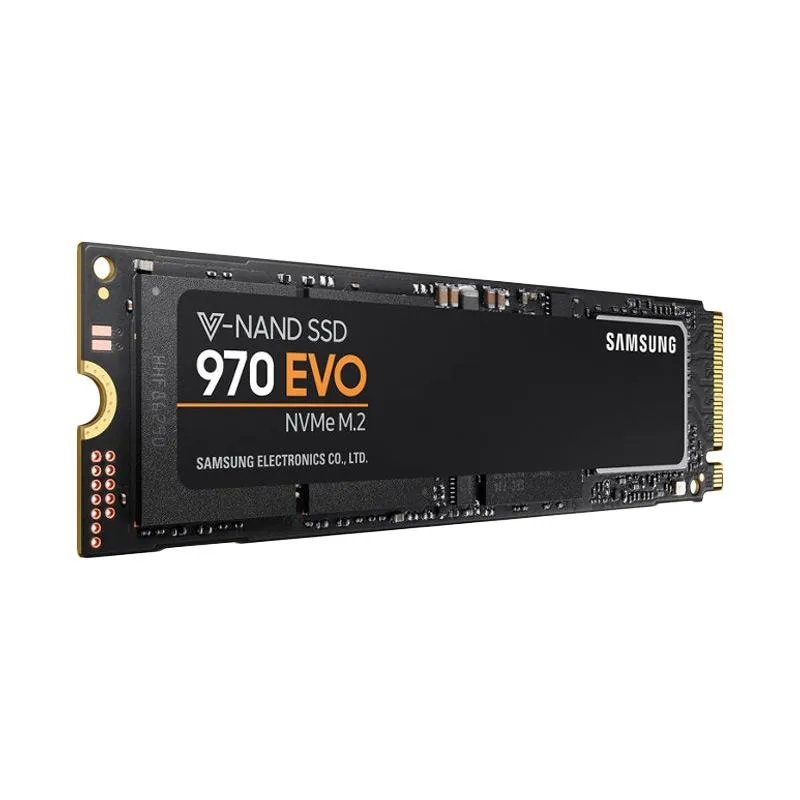 V-NAND SSD
970 EVO
NVMe M.2
SAMSUNG ELECTRONICS CO., LTD.
SAMSUNG